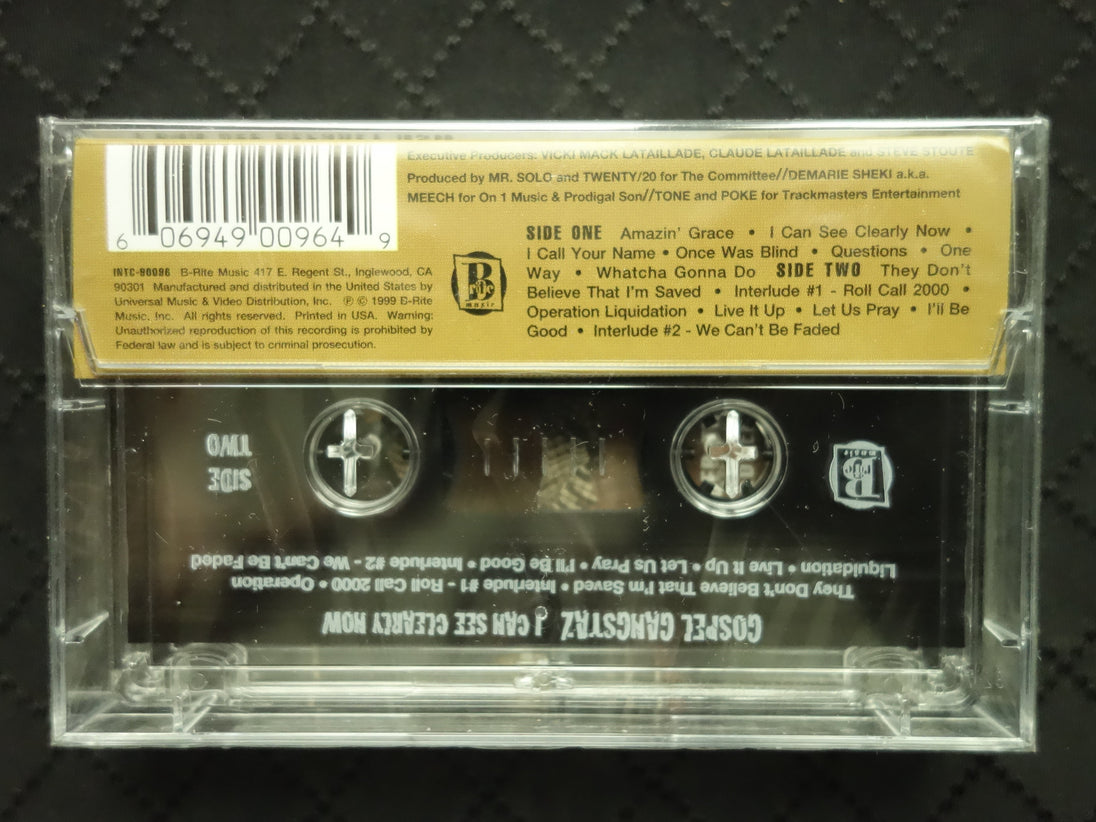 Executive Producers: VICKI MACK LATAILLADE, CLAUDE LATAILLADE and STEVE STOUTE
Produced by MR. SOLO and TWENTY/20 for The Committee//DEMARIE SHEKI a.k.a.
MEECH for On 1 Music & Prodigal Son//TONE and POKE for Trackmasters Entertainment
6 06949 00964 9
INTC-90096 B-Rite Music 417 E. Regent St., Inglewood, CA
90301 Manufactured and distributed in the United States by
Universal Music & Video Distribution, Inc. ℗ © 1999 B-Rite
Music, Inc. All rights reserved. Printed in USA. Warning:
Unauthorized reproduction of this recording is prohibited by
Federal law and is subject to criminal prosecution.
B
rite
music
SIDE ONE Amazin' Grace • I Can See Clearly Now •
I Call Your Name • Once Was Blind • Questions • One
Way • Whatcha Gonna Do SIDE TWO They Don't
Believe That I'm Saved • Interlude #1 - Roll Call 2000 •
Operation Liquidation • Live It Up • Let Us Pray • I'll Be
Good • Interlude #2 - We Can't Be Faded
GOSPEL GANGSTAZ I CAN SEE CLEARLY NOW
They Don't Believe That I'm Saved • Interlude #1 - Roll Call 2000 • Operation
Liquidation • Live It Up • Let Us Pray • I'll Be Good • Interlude #2 - We Can't Be Faded
B
rite
music
SIDE
TWO